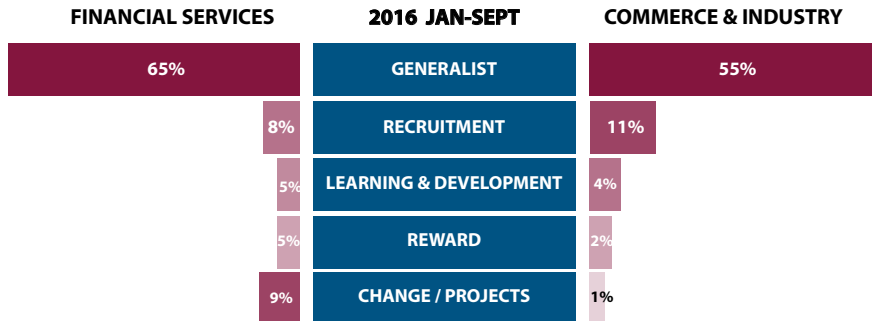 FINANCIAL SERVICES 2016 JAN-SEPT COMMERCE & INDUSTRY
65% GENERALIST 55%
8% RECRUITMENT 11%
5% LEARNING & DEVELOPMENT 4%
5% REWARD 2%
9% CHANGE / PROJECTS 1%